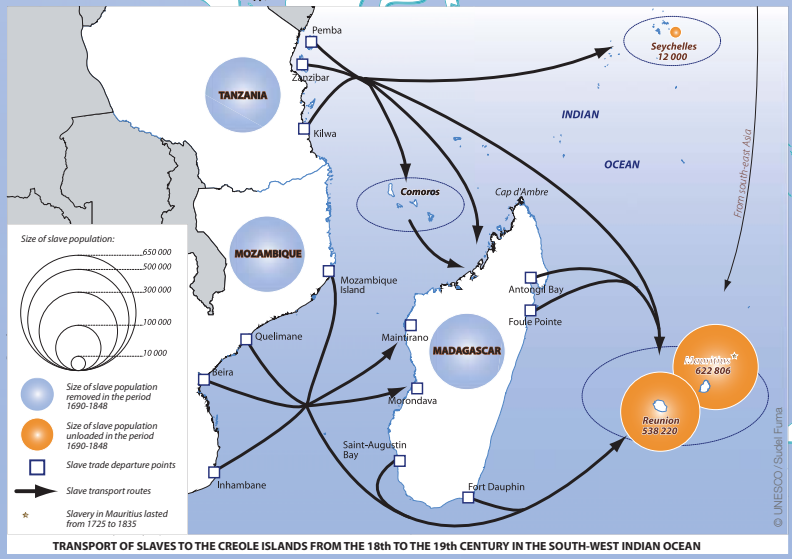 Pemba
Zanzibar
TANZANIA
Kilwa
Seychelles
12 000
INDIAN
OCEAN
From south-east Asia
Comoros
Cap d'Ambre
MOZAMBIQUE
Mozambique
Island
Antongil Bay
Foule Pointe
Quelimane
Maintirano
MADAGASCAR
Mauritius
622 806
Beira
Morondava
Reunion
538 220
Saint-Augustin
Bay
Inhambane
Fort Dauphin
Size of slave population:
650 000
500 000
300 000
100 000
10 000
Size of slave population
removed in the period
1690-1848
Size of slave population
unloaded in the period
1690-1848
Slave trade departure points
Slave transport routes
Slavery in Mauritius lasted
from 1725 to 1835
© UNESCO / Sudel Fuma
TRANSPORT OF SLAVES TO THE CREOLE ISLANDS FROM THE 18th TO THE 19th CENTURY IN THE SOUTH-WEST INDIAN OCEAN